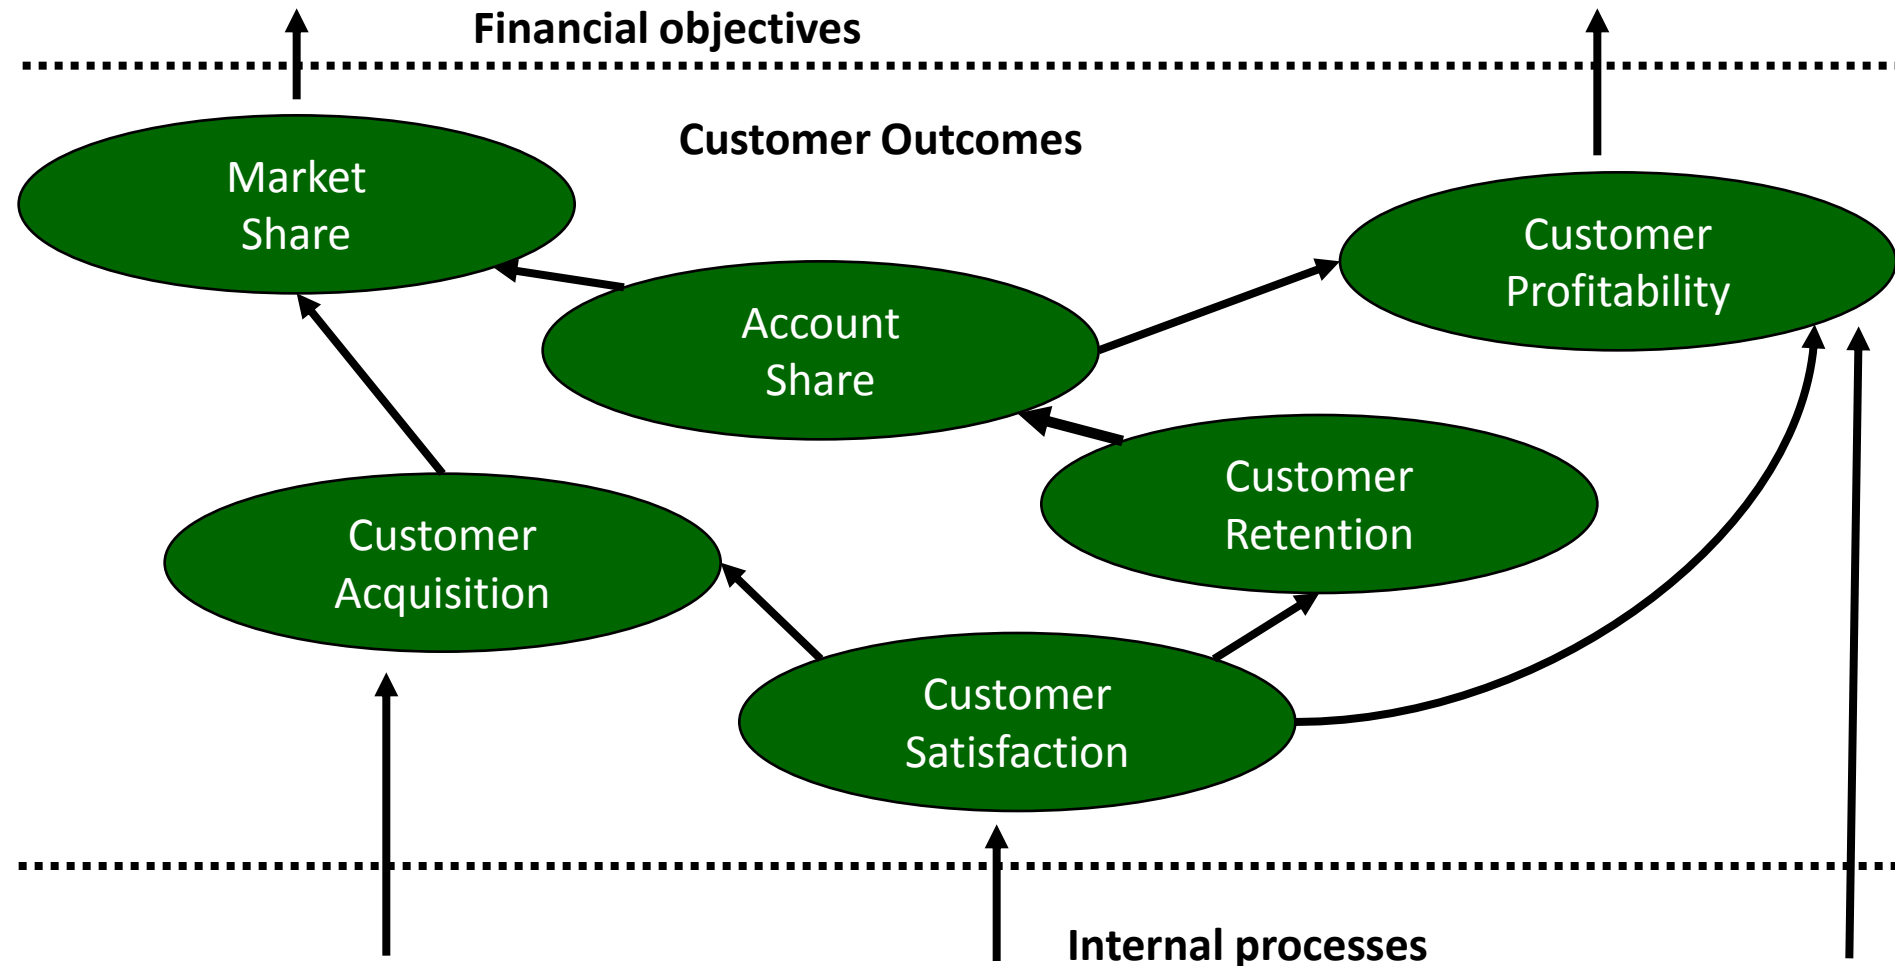 Financial objectives
Customer Outcomes
Market
Share
Customer
Profitability
Account
Share
Customer
Retention
Customer
Acquisition
Customer
Satisfaction
Internal processes